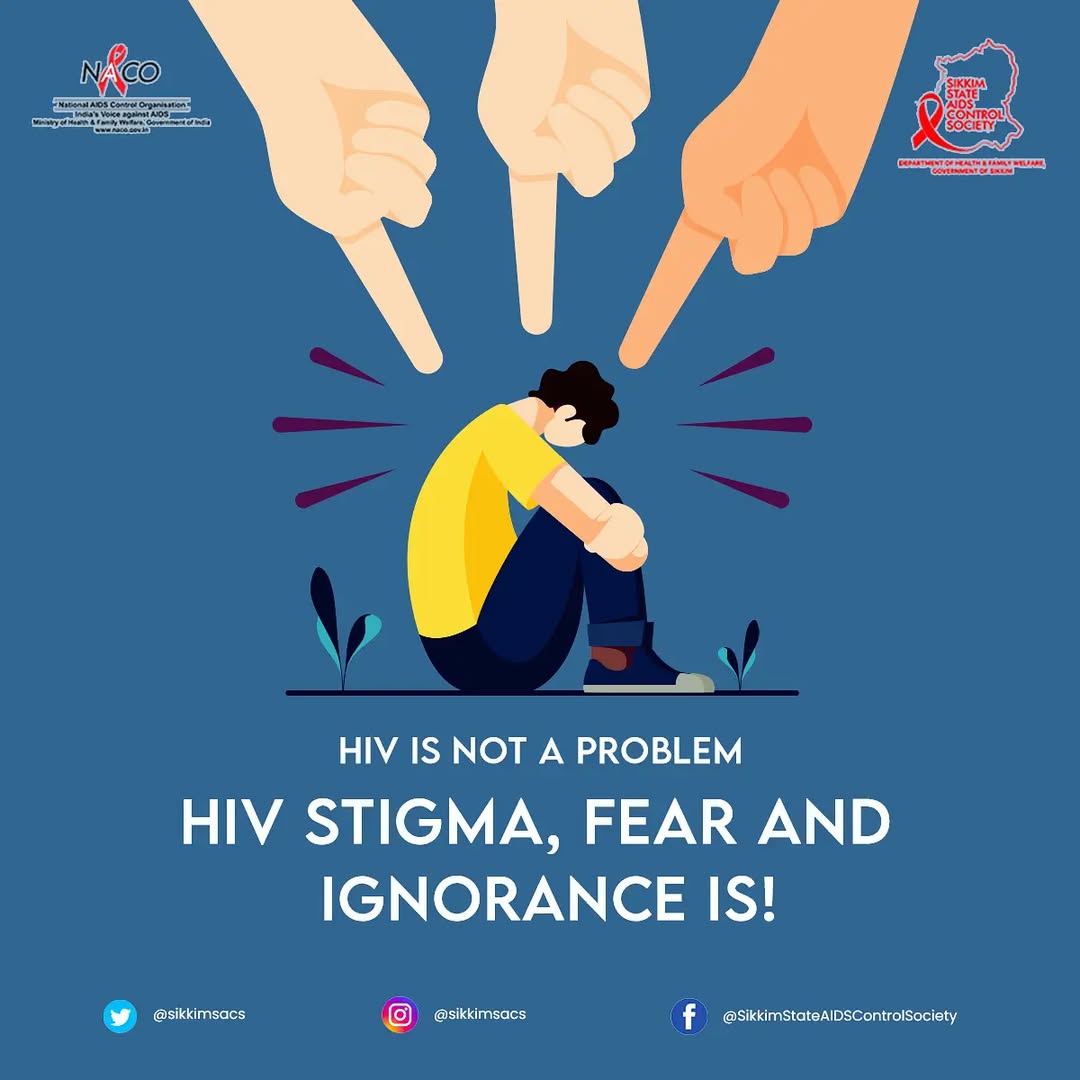 NACO
National AIDS Control Organisation
India's Voice against AIDS
Ministry of Health & Family Welfare, Government of India
www.naco.gov.in
SIKKIM
STATE
AIDS
CONTROL
SOCIETY
DEPARTMENT OF HEALTH & FAMILY WELFARE,
GOVERNMENT OF SIKKIM
HIV IS NOT A PROBLEM
HIV STIGMA, FEAR AND
IGNORANCE IS!
@sikkimsacs
@sikkimsacs
@SikkimStateAIDSControlSociety